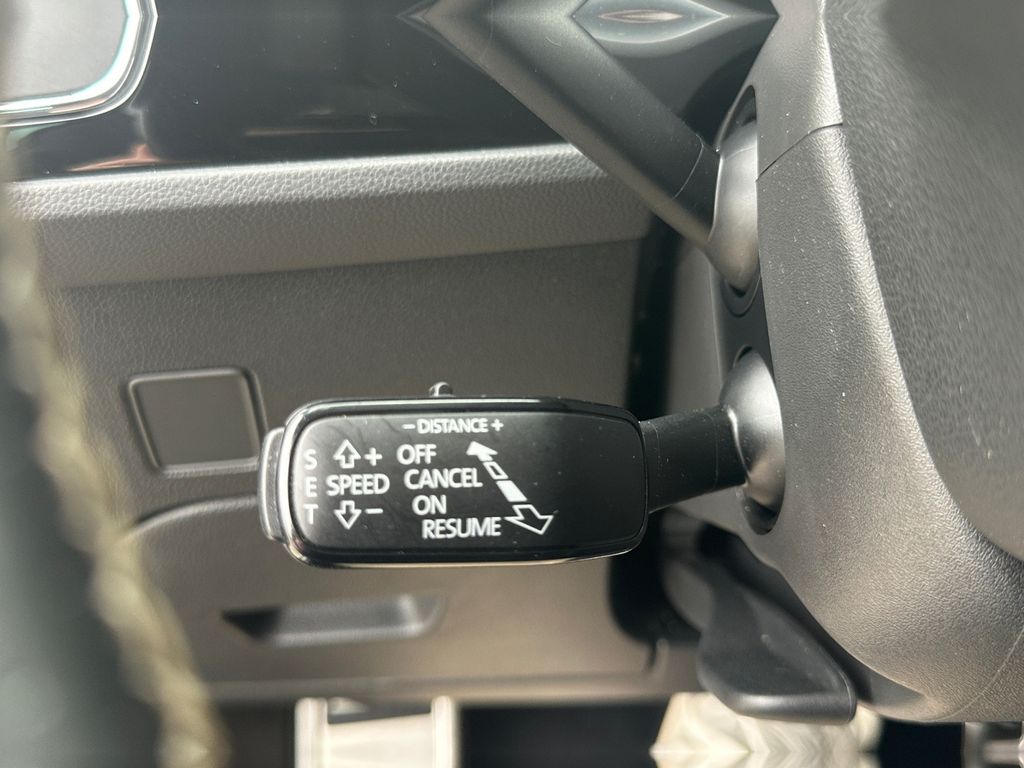 − DISTANCE +
S + OFF
E SPEED CANCEL
T − ON
RESUME